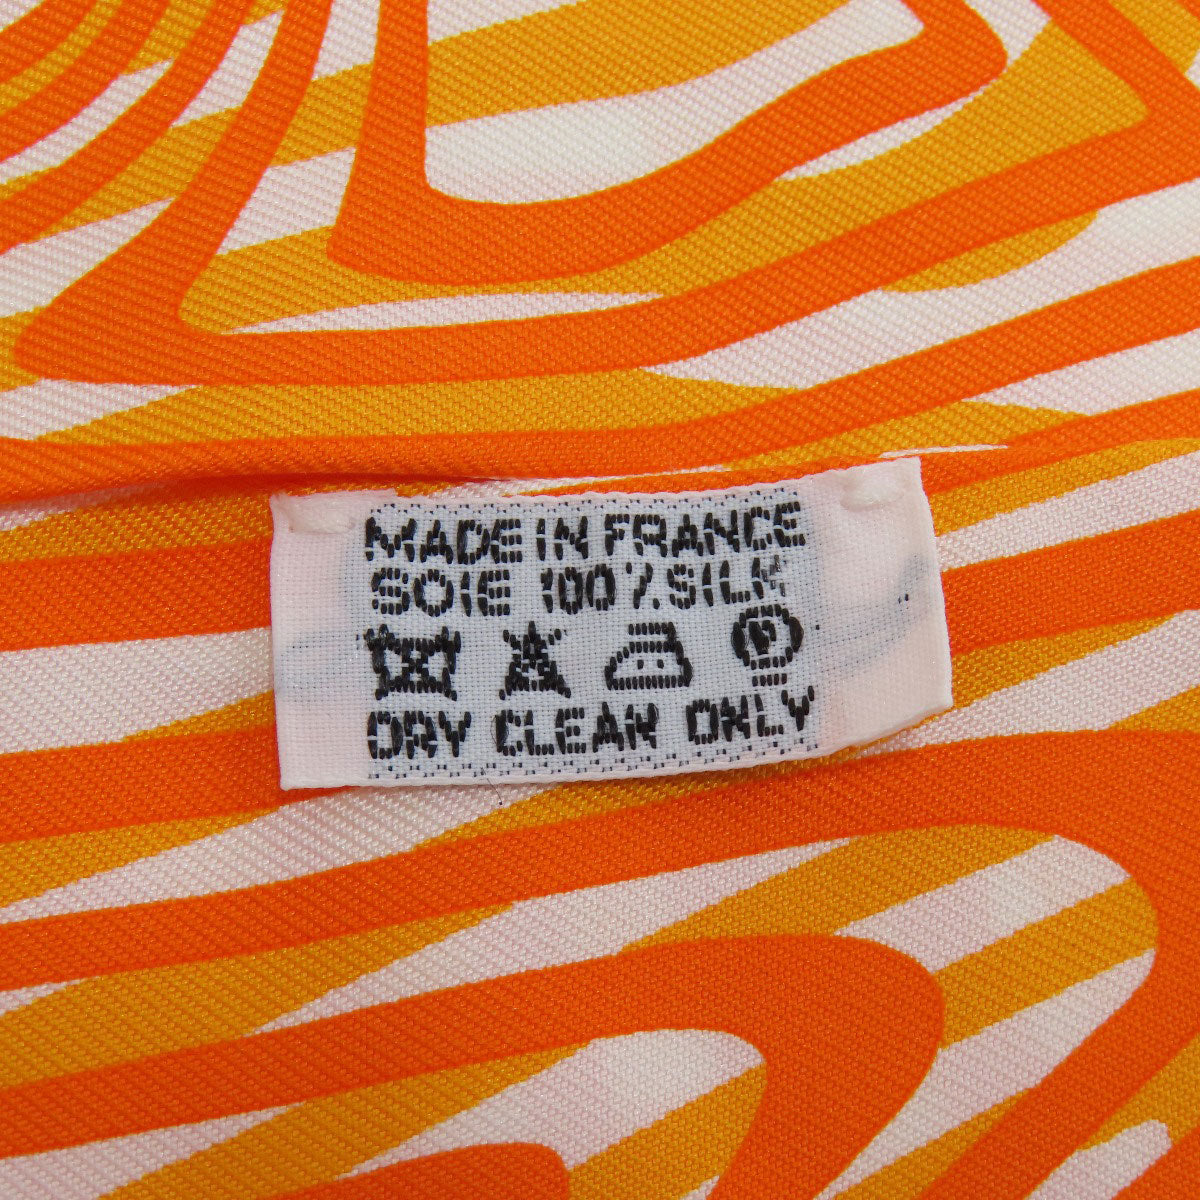 MADE IN FRANCE
SOIE 100% SILK
DRY CLEAN ONLY